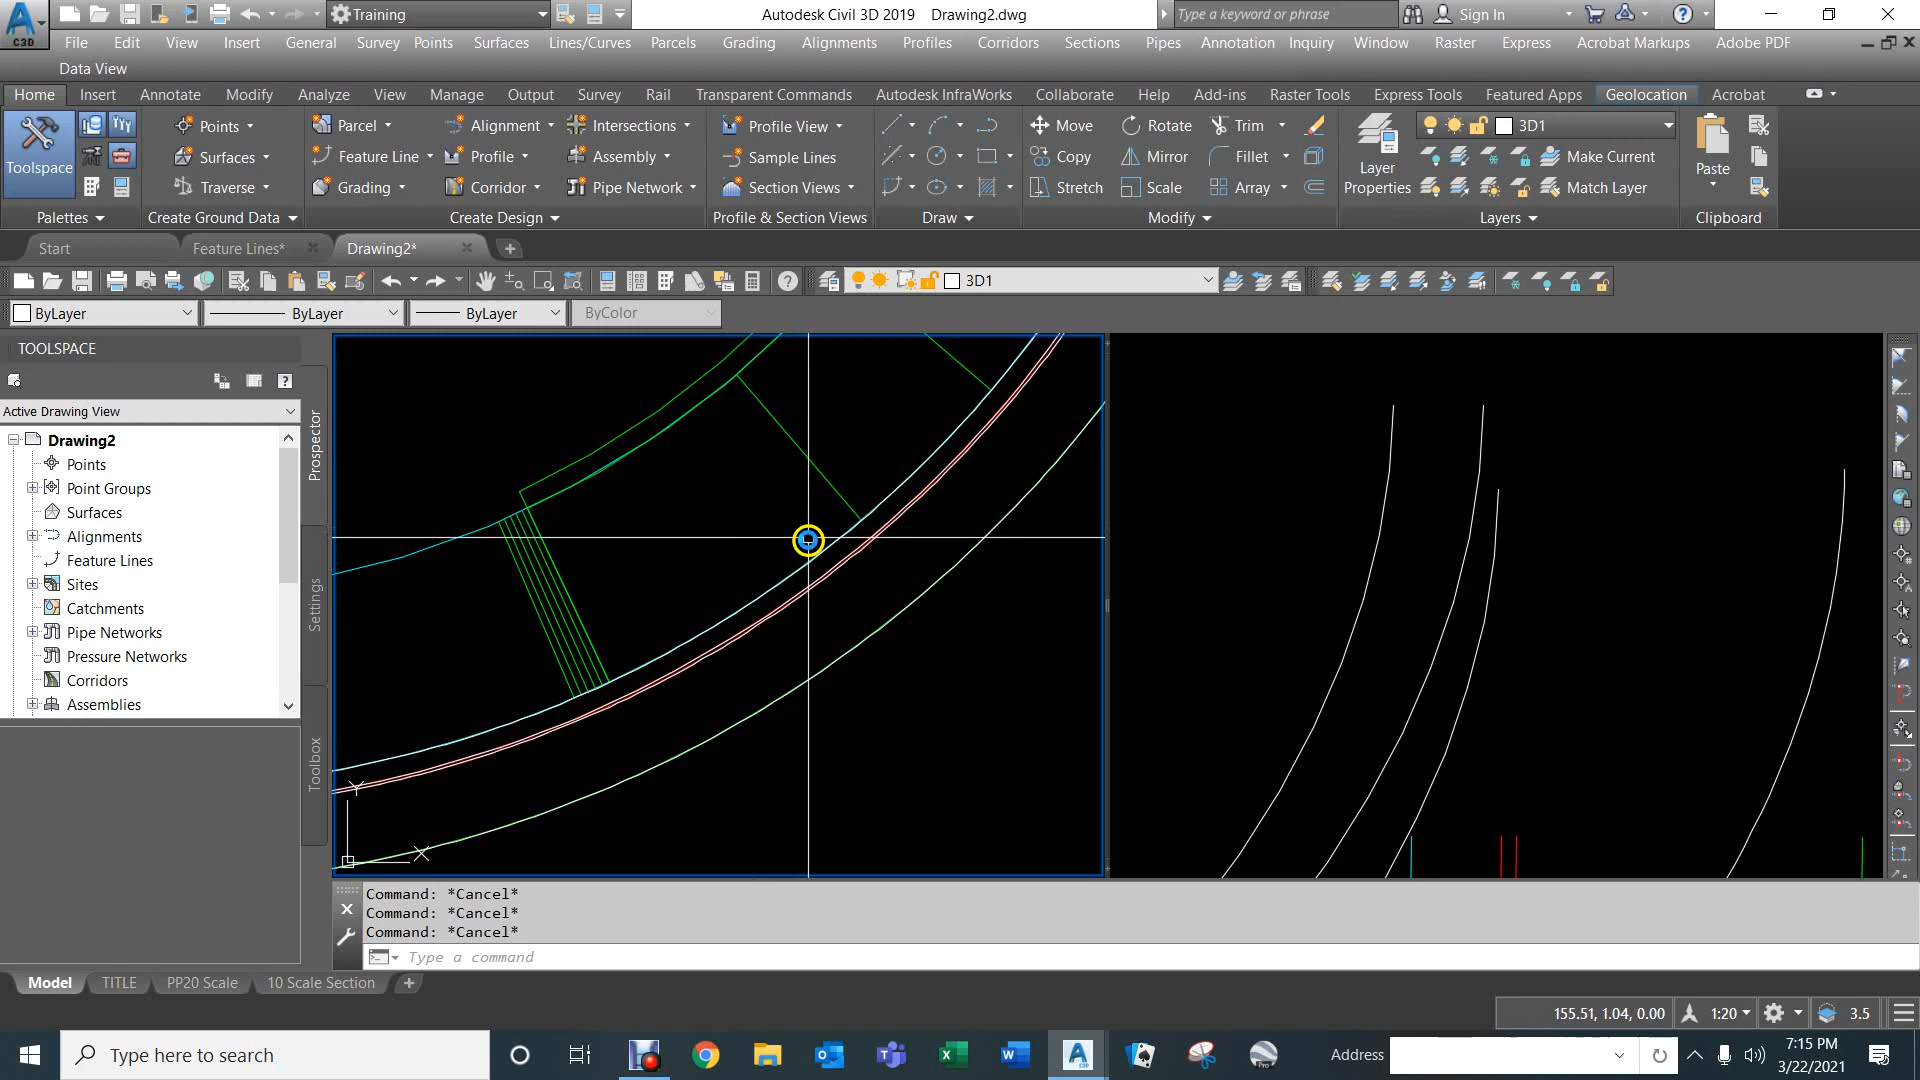 Training
Autodesk Civil 3D 2019 Drawing2.dwg
Type a keyword or phrase
Sign In
C3D
File Edit View Insert General Survey Points Surfaces Lines/Curves Parcels Grading Alignments Profiles Corridors Sections Pipes Annotation Inquiry Window Raster Express Acrobat Markups Adobe PDF
Data View
Home Insert Annotate Modify Analyze View Manage Output Survey Rail Transparent Commands Autodesk InfraWorks Collaborate Help Add-ins Raster Tools Express Tools Featured Apps Geolocation Acrobat
Points Parcel Alignment Intersections Profile View Move Rotate Trim 3D1
Toolspace Surfaces Feature Line Profile Assembly Sample Lines Copy Mirror Fillet Layer Properties Make Current Paste
Traverse Grading Corridor Pipe Network Section Views Stretch Scale Array Match Layer
Palettes Create Ground Data Create Design Profile & Section Views Draw Modify Layers Clipboard
Start Feature Lines* Drawing2*
3D1
ByLayer ByLayer ByLayer ByColor
TOOLSPACE
Active Drawing View
Drawing2
Points
Point Groups
Surfaces
Alignments
Feature Lines
Sites
Catchments
Pipe Networks
Pressure Networks
Corridors
Assemblies
Prospector
Settings
Toolbox
Y
X
Command: *Cancel*
Command: *Cancel*
Command: *Cancel*
Type a command
Model TITLE PP20 Scale 10 Scale Section
155.51, 1.04, 0.00 1:20 3.5
Type here to search
Address
7:15 PM
3/22/2021